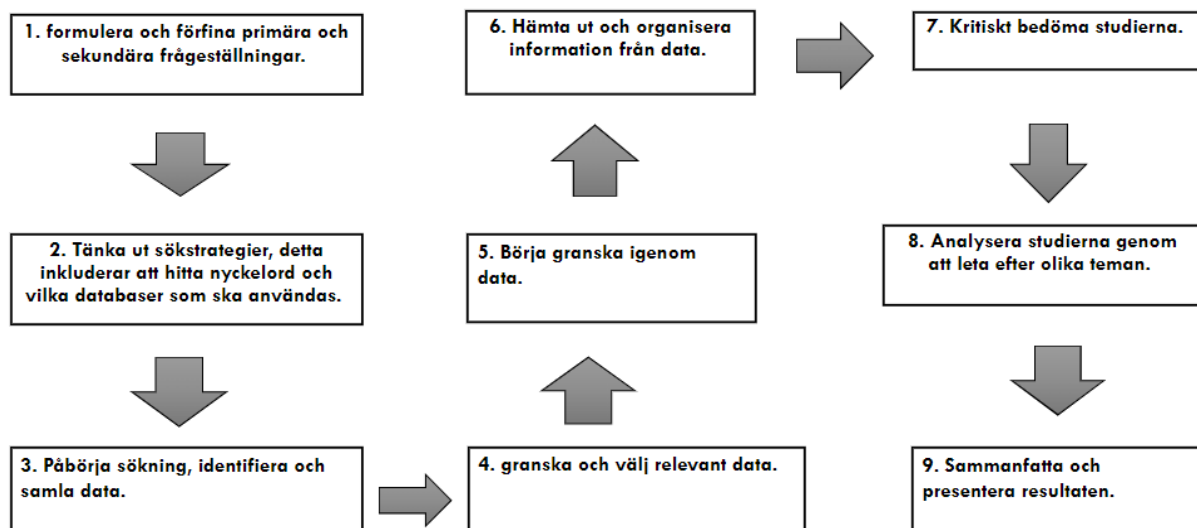 1. formulera och förfina primära och
sekundära frågeställningar.
2. Tänka ut sökstrategier, detta
inkluderar att hitta nyckelord och
vilka databaser som ska användas.
3. Påbörja sökning, identifiera och
samla data.
4. granska och välj relevant data.
5. Börja granska igenom
data.
6. Hämta ut och organisera
information från data.
7. Kritiskt bedöma studierna.
8. Analysera studierna genom
att leta efter olika teman.
9. Sammanfatta och
presentera resultaten.